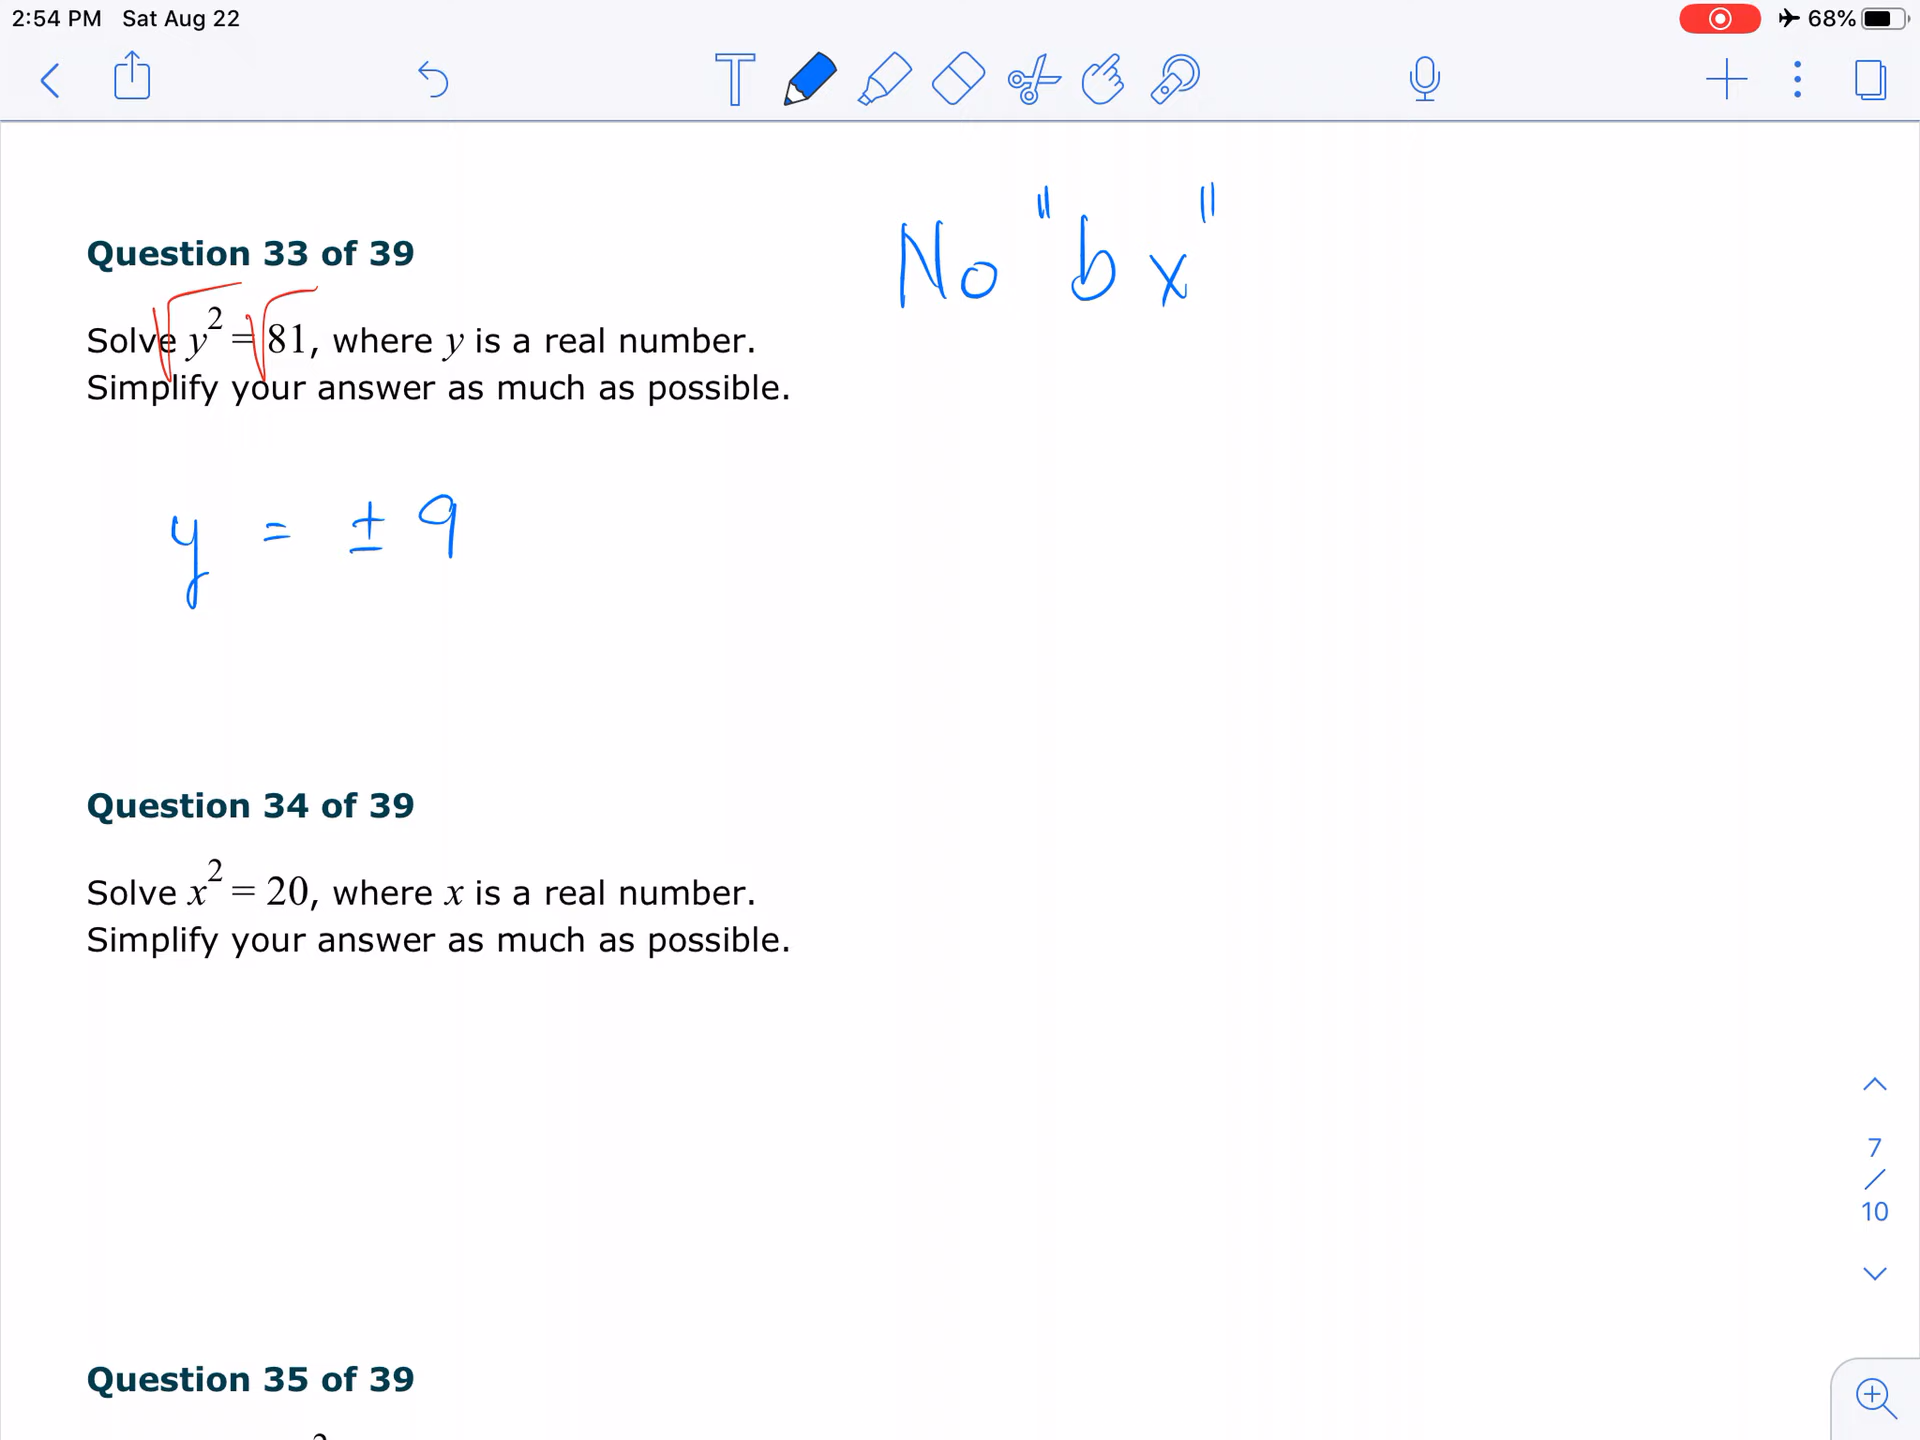 2:54 PM Sat Aug 22
68%
T
No "bx"
Question 33 of 39
Solve √y² = √81, where y is a real number.
Simplify your answer as much as possible.
y = ± 9
Question 34 of 39
Solve x² = 20, where x is a real number.
Simplify your answer as much as possible.
7
/
10
Question 35 of 39
2